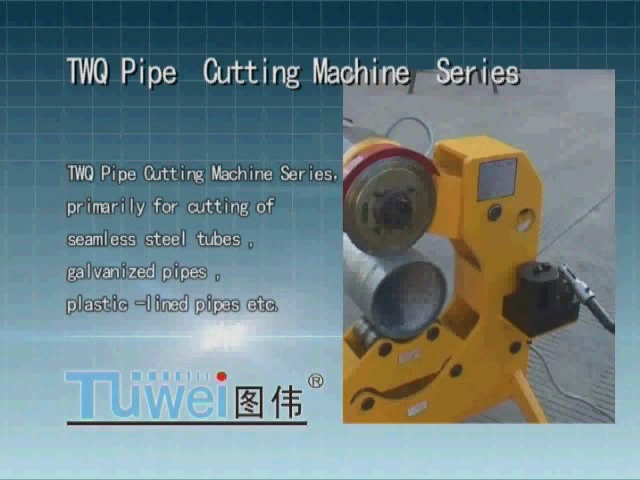 TWQ Pipe Cutting Machine Series
TWQ Pipe Cutting Machine Series,
primarily for cutting of
seamless steel tubes ,
galvanized pipes ,
plastic -lined pipes etc.
Tuwei图伟®